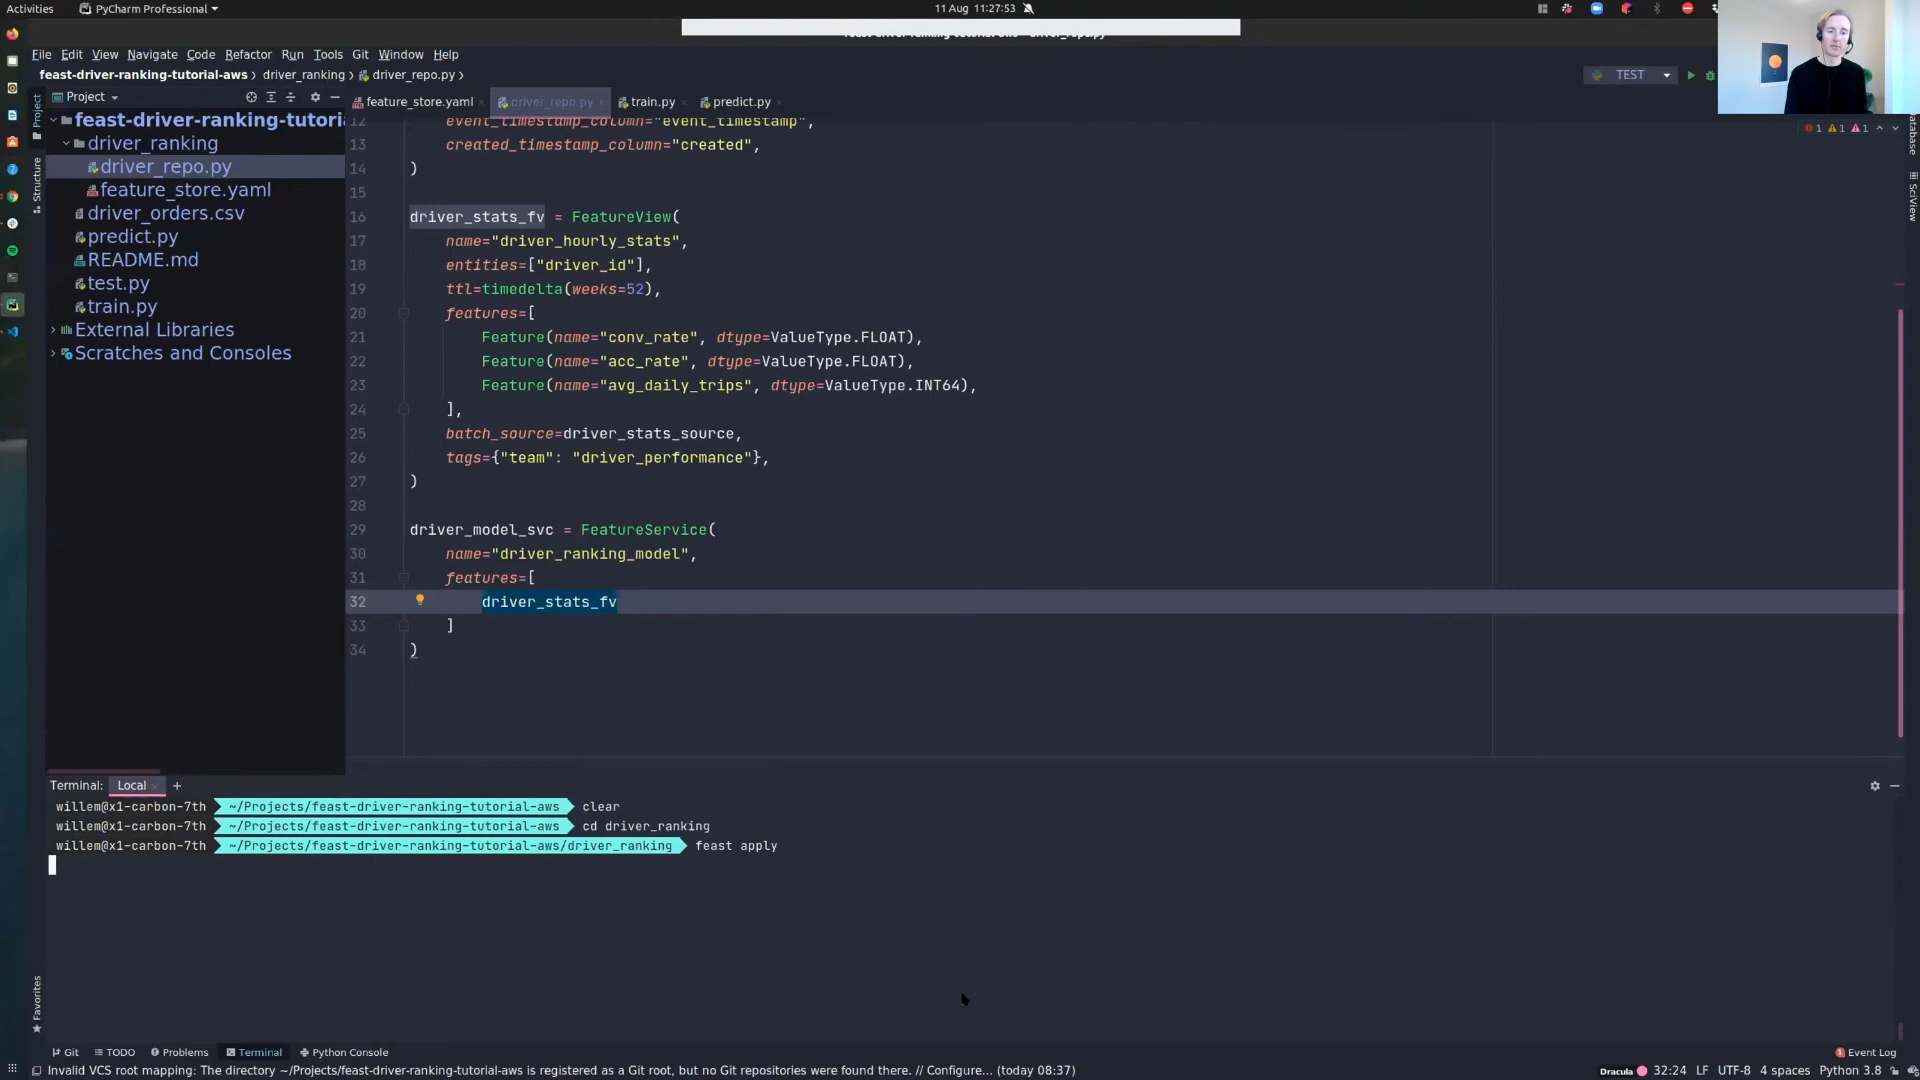 Activities
PyCharm Professional
11 Aug 11:27:53
File Edit View Navigate Code Refactor Run Tools Git Window Help
feast-driver-ranking-tutorial-aws driver_ranking driver_repo.py
TEST
Project
feature_store.yaml
driver_repo.py
train.py
predict.py
feast-driver-ranking-tutori
driver_ranking
driver_repo.py
feature_store.yaml
driver_orders.csv
predict.py
README.md
test.py
train.py
External Libraries
Scratches and Consoles
Project
Structure
Favorites
SciView
1 1 1
12 event_timestamp_column="event_timestamp",
13 created_timestamp_column="created",
14 )
15
16 driver_stats_fv = FeatureView(
17 name="driver_hourly_stats",
18 entities=["driver_id"],
19 ttl=timedelta(weeks=52),
20 features=[
21 Feature(name="conv_rate", dtype=ValueType.FLOAT),
22 Feature(name="acc_rate", dtype=ValueType.FLOAT),
23 Feature(name="avg_daily_trips", dtype=ValueType.INT64),
24 ],
25 batch_source=driver_stats_source,
26 tags={"team": "driver_performance"},
27 )
28
29 driver_model_svc = FeatureService(
30 name="driver_ranking_model",
31 features=[
32 driver_stats_fv
33 ]
34 )
Terminal: Local +
willem@x1-carbon-7th ~/Projects/feast-driver-ranking-tutorial-aws clear
willem@x1-carbon-7th ~/Projects/feast-driver-ranking-tutorial-aws cd driver_ranking
willem@x1-carbon-7th ~/Projects/feast-driver-ranking-tutorial-aws/driver_ranking feast apply
Git TODO Problems Terminal Python Console
1 Event Log
Invalid VCS root mapping: The directory ~/Projects/feast-driver-ranking-tutorial-aws is registered as a Git root, but no Git repositories were found there. // Configure... (today 08:37)
Dracula 32:24 LF UTF-8 4 spaces Python 3.8